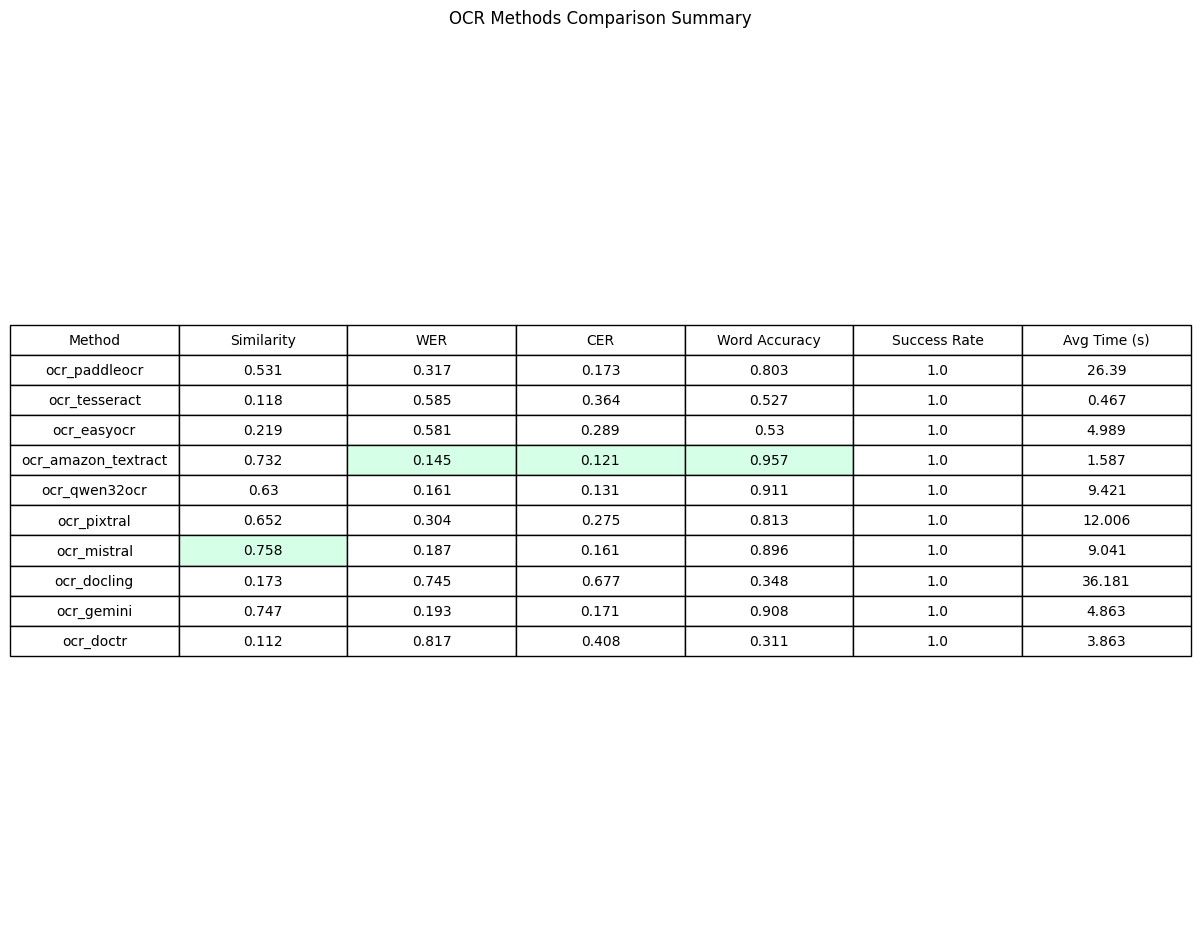 OCR Methods Comparison Summary
Method Similarity WER CER Word Accuracy Success Rate Avg Time (s)
ocr_paddleocr 0.531 0.317 0.173 0.803 1.0 26.39
ocr_tesseract 0.118 0.585 0.364 0.527 1.0 0.467
ocr_easyocr 0.219 0.581 0.289 0.53 1.0 4.989
ocr_amazon_textract 0.732 0.145 0.121 0.957 1.0 1.587
ocr_qwen32ocr 0.63 0.161 0.131 0.911 1.0 9.421
ocr_pixtral 0.652 0.304 0.275 0.813 1.0 12.006
ocr_mistral 0.758 0.187 0.161 0.896 1.0 9.041
ocr_docling 0.173 0.745 0.677 0.348 1.0 36.181
ocr_gemini 0.747 0.193 0.171 0.908 1.0 4.863
ocr_doctr 0.112 0.817 0.408 0.311 1.0 3.863